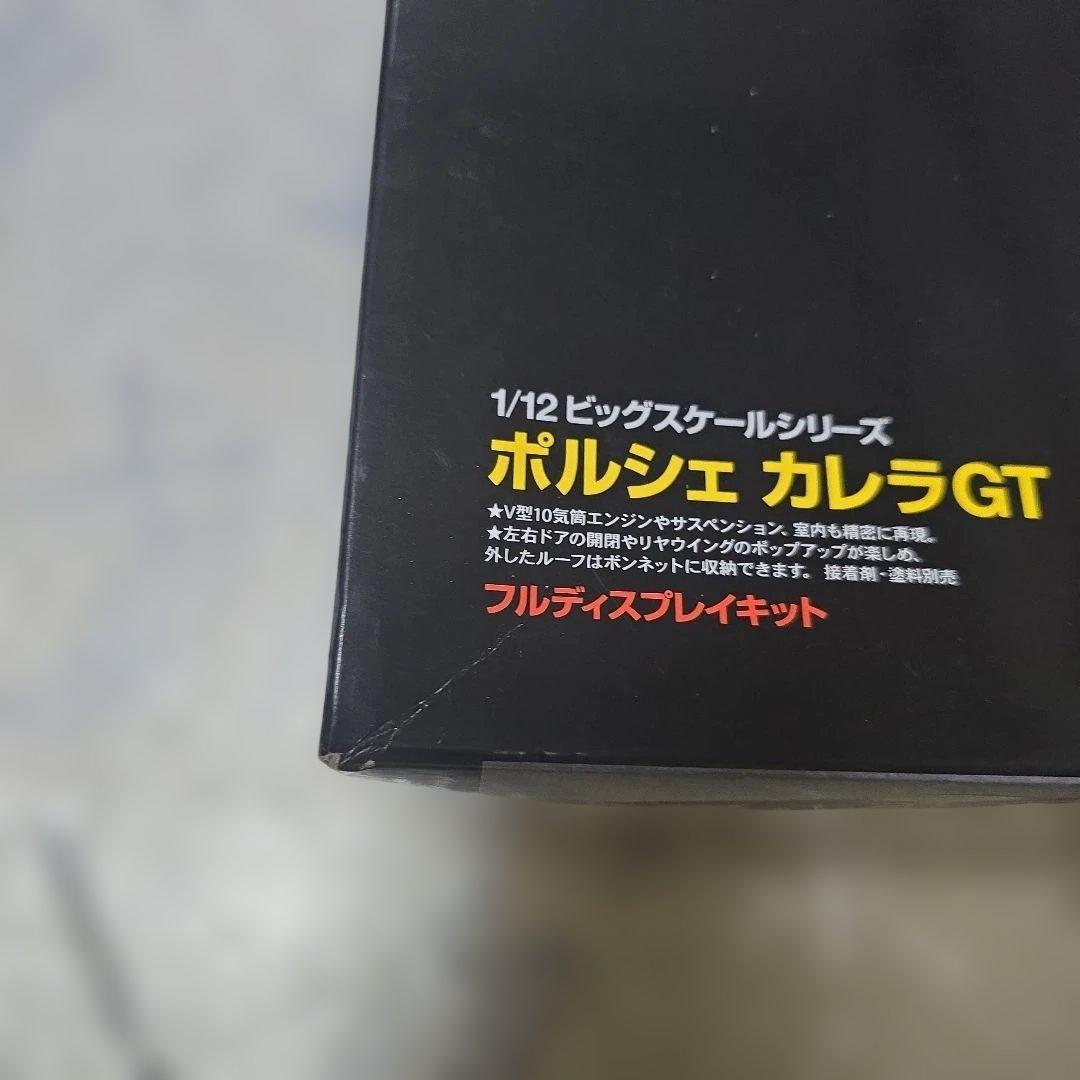 1/12 ビッグスケールシリーズ
ポルシェ カレラGT
★V型10気筒エンジンやサスペンション、室内も精密に再現。
★左右ドアの開閉やリヤウイングのポップアップが楽しめ、
外したルーフはボンネットに収納できます。 接着剤・塗料別売
フルディスプレイキット